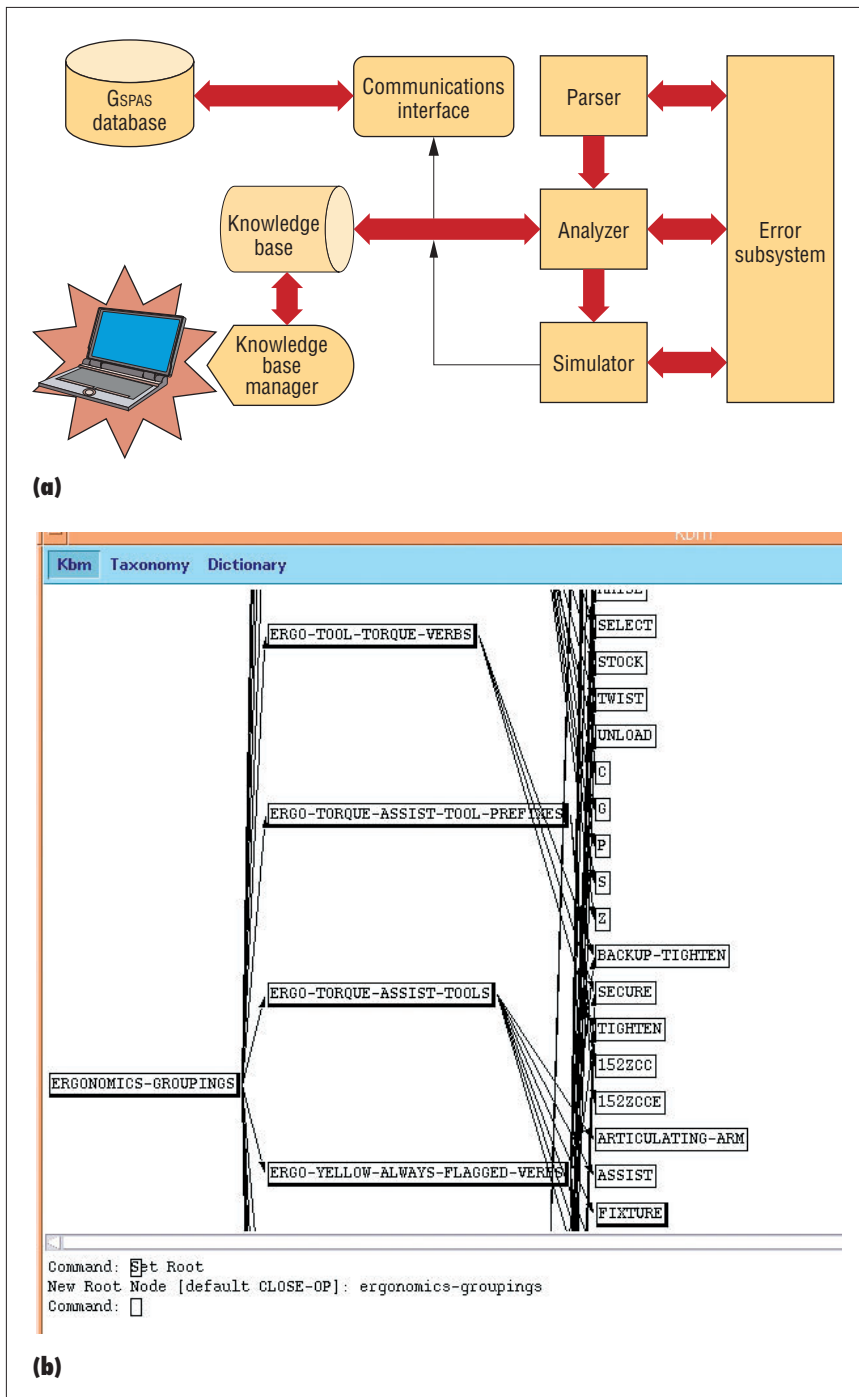 GSPAS
database
Communications
interface
Parser
Knowledge
base
Analyzer
Error
subsystem
Knowledge
base
manager
Simulator
(a)
Kbm Taxonomy Dictionary
ERGO-TOOL-TORQUE-VERBS
SELECT
STOCK
TWIST
UNLOAD
C
ERGO-TORQUE-ASSIST-TOOL-PREFIXES
G
P
S
Z
BACKUP-TIGHTEN
ERGO-TORQUE-ASSIST-TOOLS
SECURE
TIGHTEN
152ZCC
ERGONOMICS-GROUPINGS
152ZCCE
ARTICULATING-ARM
ERGO-YELLOW-ALWAYS-FLAGGED-VERBS
ASSIST
FIXTURE
Command: Set Root
New Root Node [default CLOSE-OP]: ergonomics-groupings
Command:
(b)